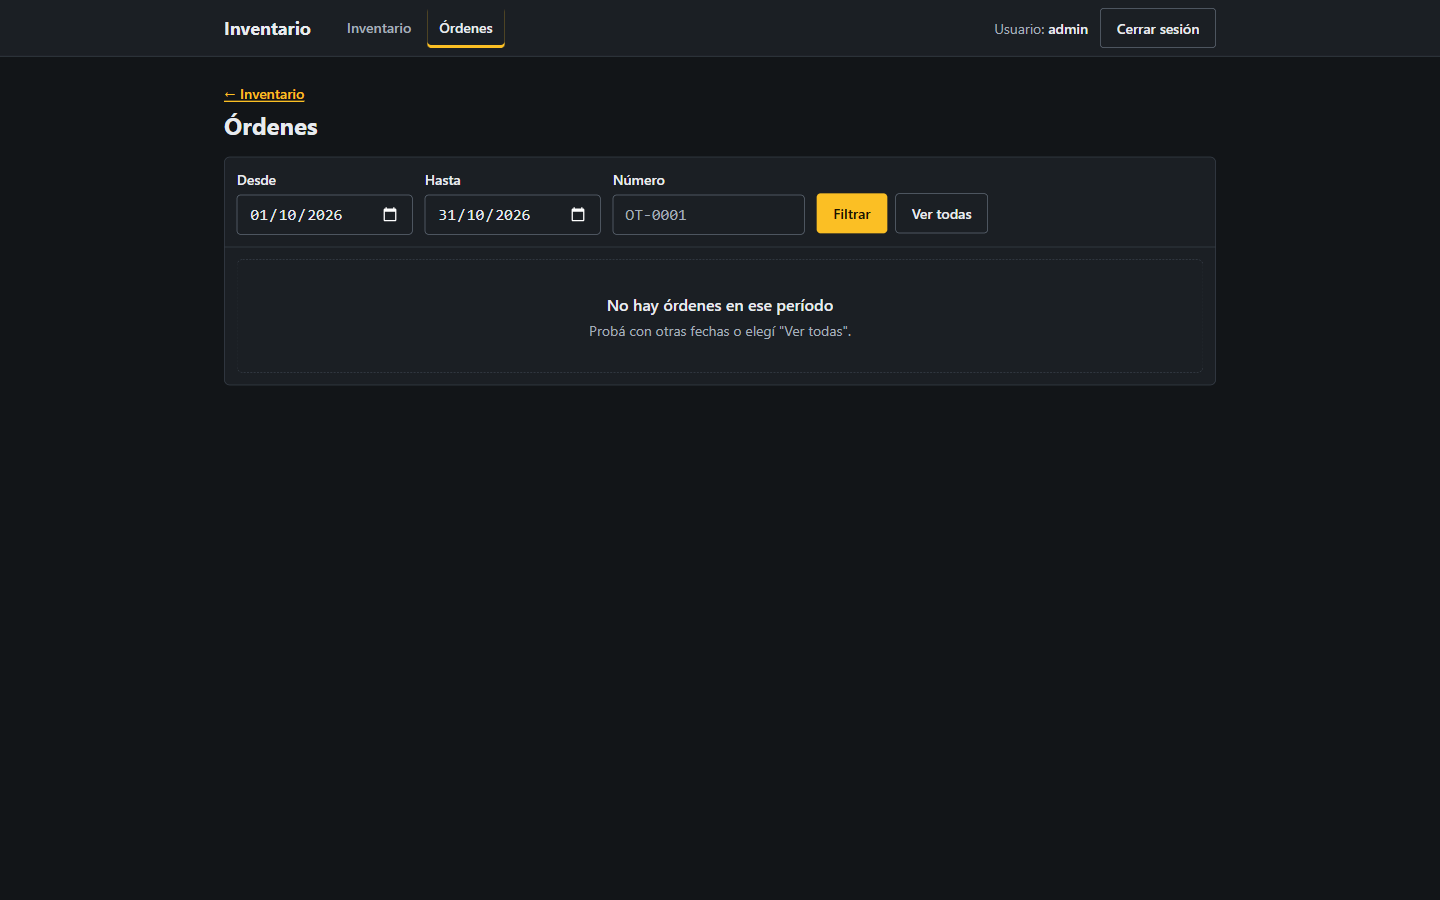 Inventario Inventario Órdenes Usuario: admin Cerrar sesión
← Inventario
Órdenes
Desde Hasta Número
01/10/2026 31/10/2026 OT-0001 Filtrar Ver todas
No hay órdenes en ese período
Probá con otras fechas o elegí "Ver todas".